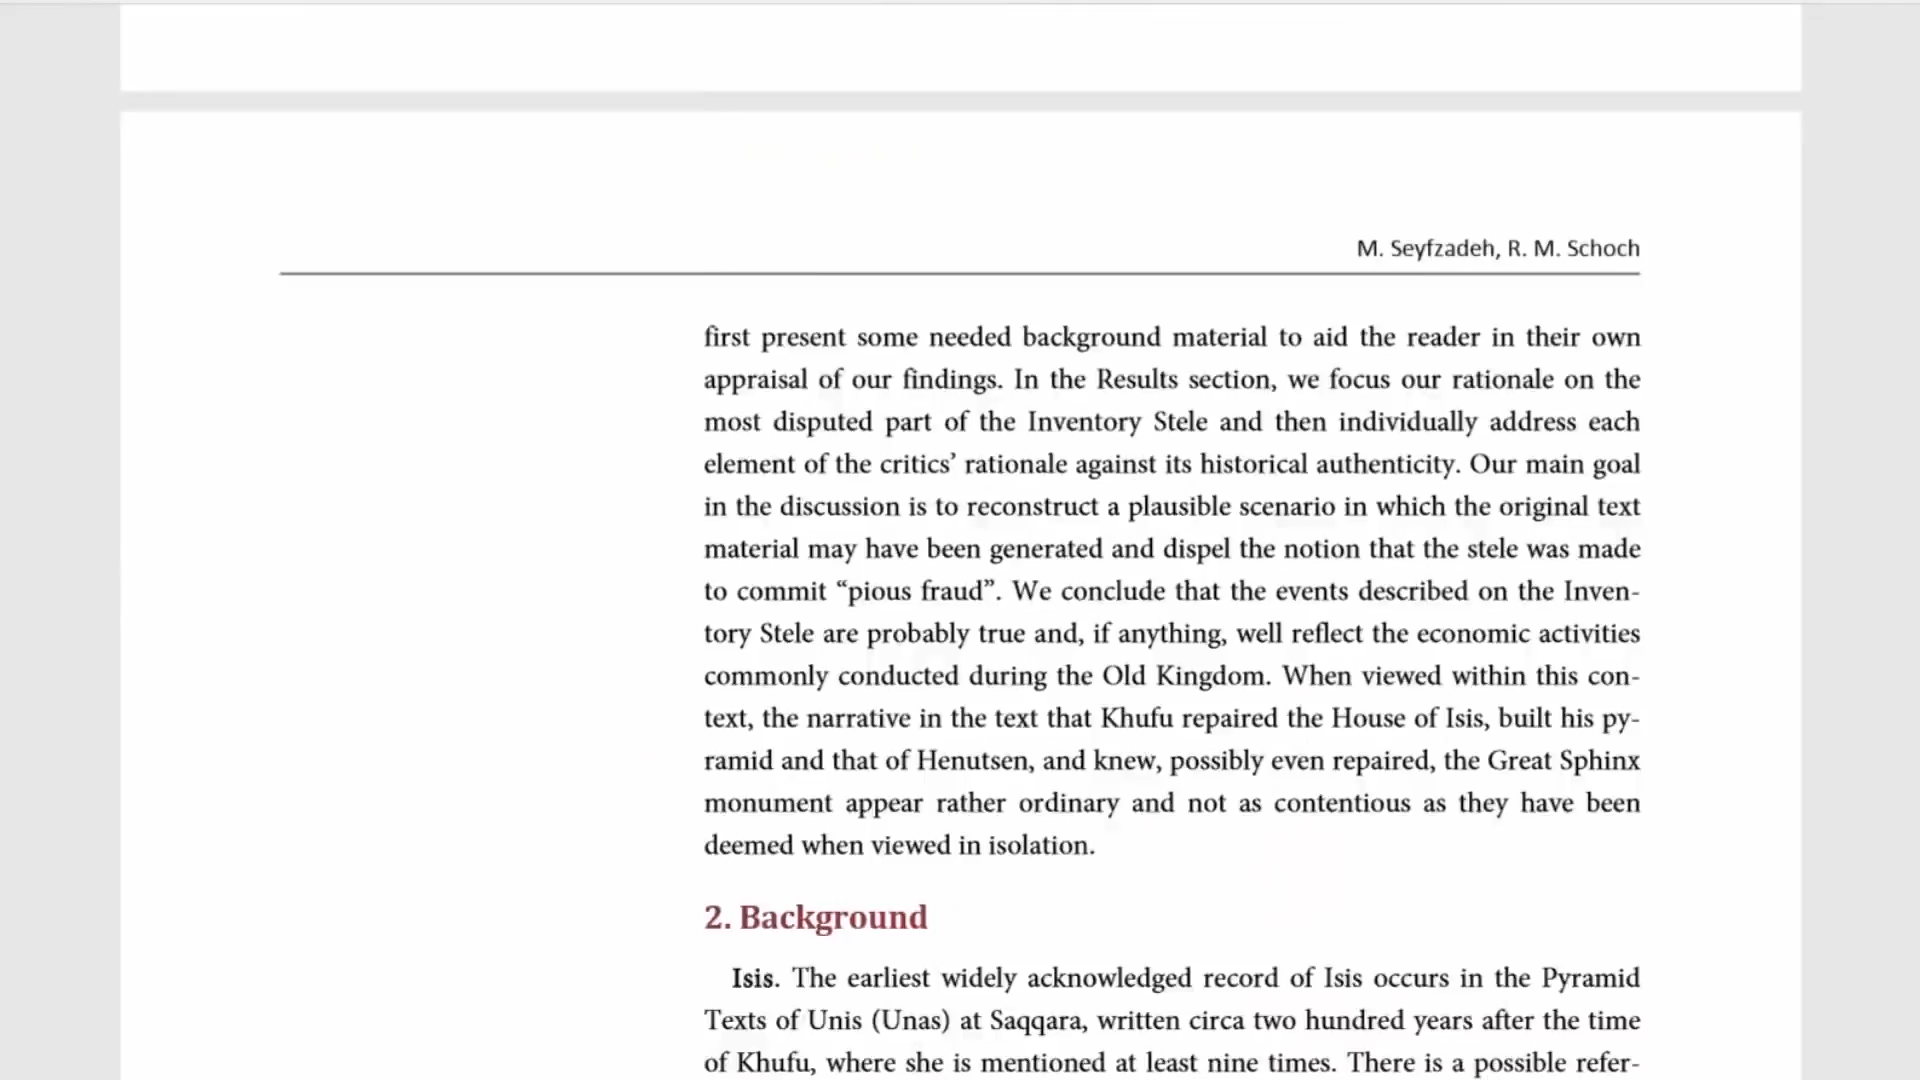 M. Seyfzadeh, R. M. Schoch
first present some needed background material to aid the reader in their own
appraisal of our findings. In the Results section, we focus our rationale on the
most disputed part of the Inventory Stele and then individually address each
element of the critics’ rationale against its historical authenticity. Our main goal
in the discussion is to reconstruct a plausible scenario in which the original text
material may have been generated and dispel the notion that the stele was made
to commit “pious fraud”. We conclude that the events described on the Inven-
tory Stele are probably true and, if anything, well reflect the economic activities
commonly conducted during the Old Kingdom. When viewed within this con-
text, the narrative in the text that Khufu repaired the House of Isis, built his py-
ramid and that of Henutsen, and knew, possibly even repaired, the Great Sphinx
monument appear rather ordinary and not as contentious as they have been
deemed when viewed in isolation.
2. Background
Isis. The earliest widely acknowledged record of Isis occurs in the Pyramid
Texts of Unis (Unas) at Saqqara, written circa two hundred years after the time
of Khufu, where she is mentioned at least nine times. There is a possible refer-